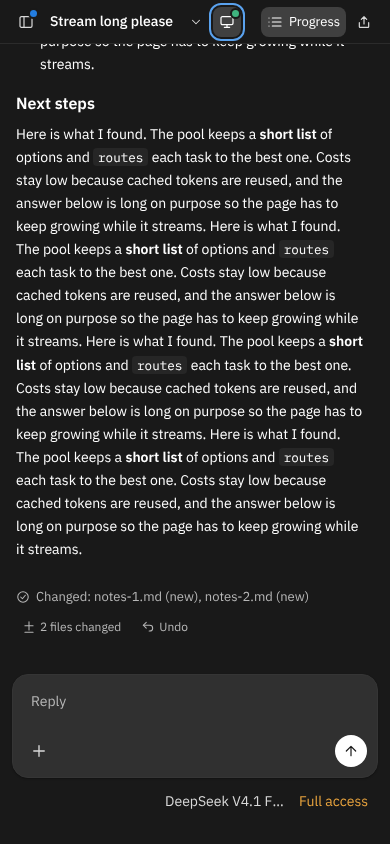 Stream long please
Progress
purpose so the page has to keep growing while it
streams.
Next steps
Here is what I found. The pool keeps a short list of
options and routes each task to the best one. Costs
stay low because cached tokens are reused, and the
answer below is long on purpose so the page has to
keep growing while it streams. Here is what I found.
The pool keeps a short list of options and routes
each task to the best one. Costs stay low because
cached tokens are reused, and the answer below is
long on purpose so the page has to keep growing while
it streams. Here is what I found. The pool keeps a short
list of options and routes each task to the best one.
Costs stay low because cached tokens are reused, and
the answer below is long on purpose so the page has to
keep growing while it streams. Here is what I found.
The pool keeps a short list of options and routes
each task to the best one. Costs stay low because
cached tokens are reused, and the answer below is
long on purpose so the page has to keep growing while
it streams.
Changed: notes-1.md (new), notes-2.md (new)
2 files changed
Undo
Reply
DeepSeek V4.1 F...
Full access